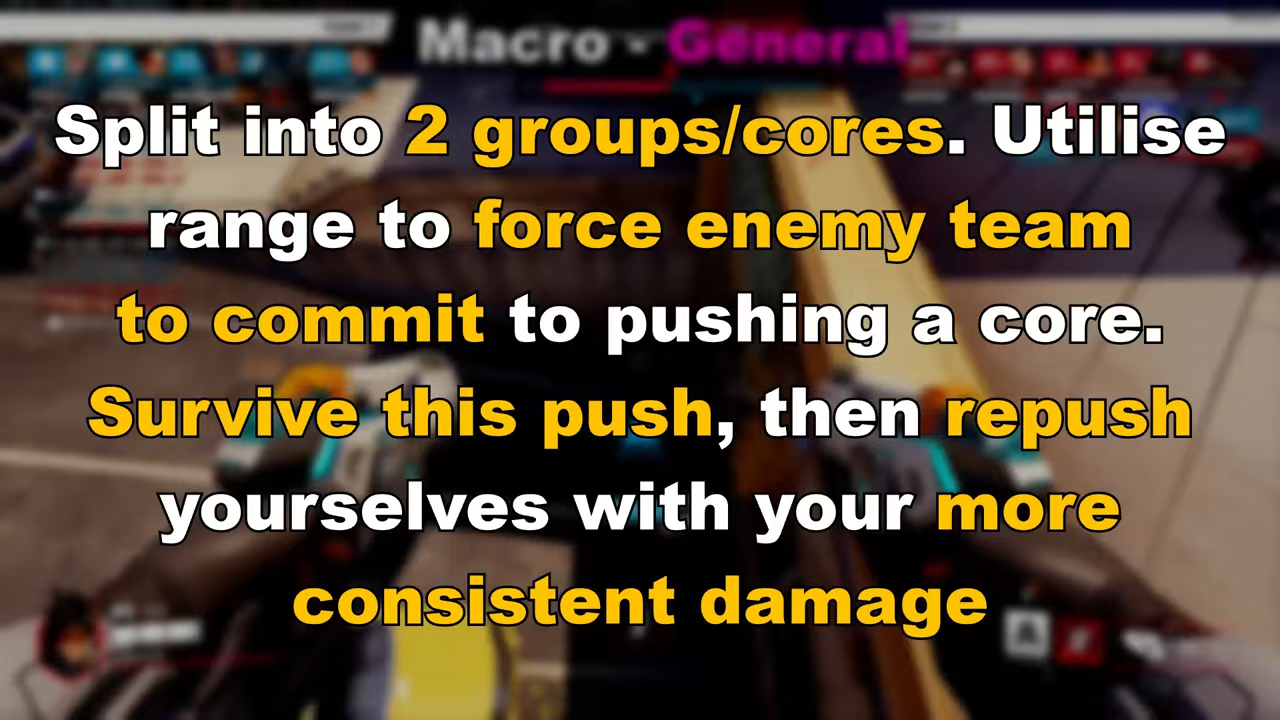 Macro - General
Split into 2 groups/cores. Utilise
range to force enemy team
to commit to pushing a core.
Survive this push, then repush
yourselves with your more
consistent damage